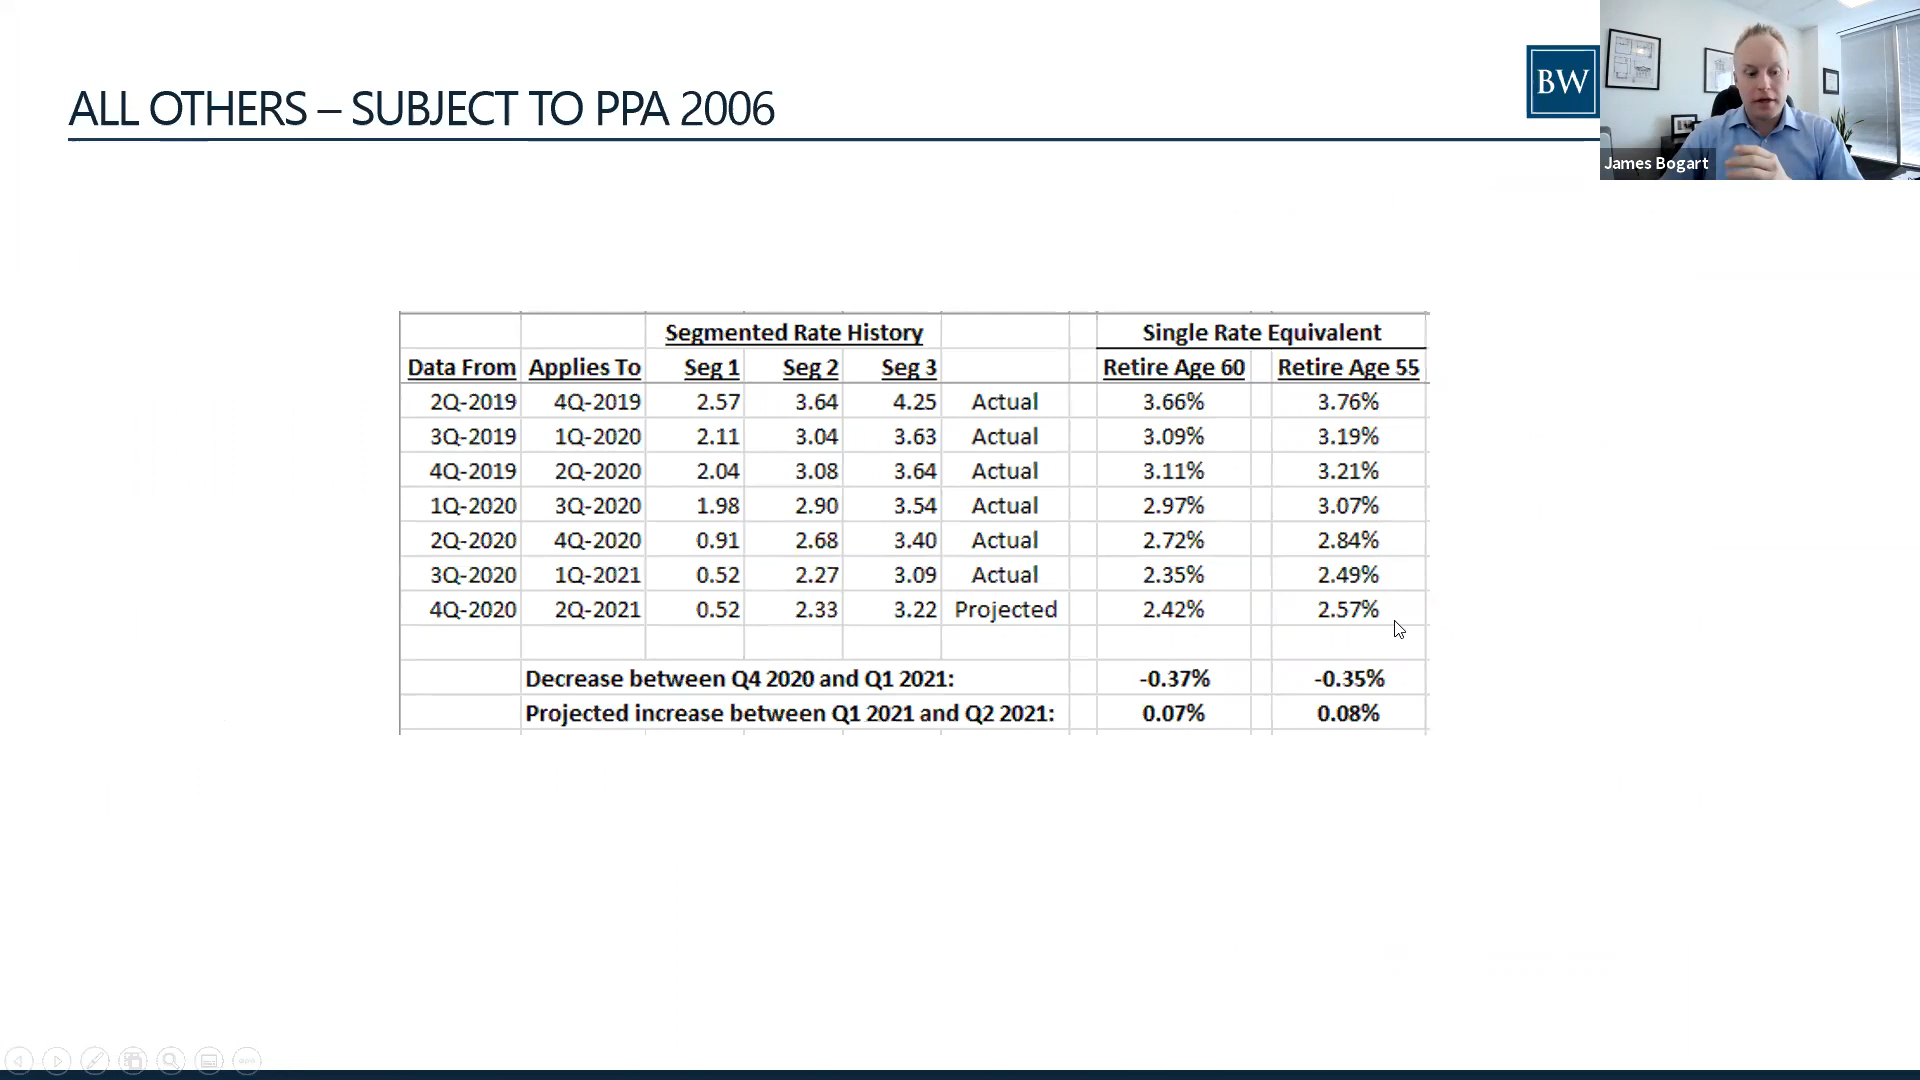 ALL OTHERS – SUBJECT TO PPA 2006
BW
James Bogart
Segmented Rate History Single Rate Equivalent
Data From Applies To Seg 1 Seg 2 Seg 3 Retire Age 60 Retire Age 55
2Q-2019 4Q-2019 2.57 3.64 4.25 Actual 3.66% 3.76%
3Q-2019 1Q-2020 2.11 3.04 3.63 Actual 3.09% 3.19%
4Q-2019 2Q-2020 2.04 3.08 3.64 Actual 3.11% 3.21%
1Q-2020 3Q-2020 1.98 2.90 3.54 Actual 2.97% 3.07%
2Q-2020 4Q-2020 0.91 2.68 3.40 Actual 2.72% 2.84%
3Q-2020 1Q-2021 0.52 2.27 3.09 Actual 2.35% 2.49%
4Q-2020 2Q-2021 0.52 2.33 3.22 Projected 2.42% 2.57%
Decrease between Q4 2020 and Q1 2021: -0.37% -0.35%
Projected increase between Q1 2021 and Q2 2021: 0.07% 0.08%